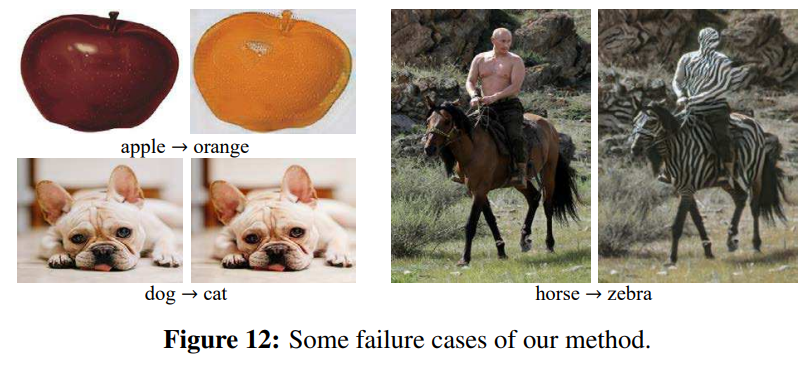 apple → orange
dog → cat
horse → zebra
Figure 12: Some failure cases of our method.